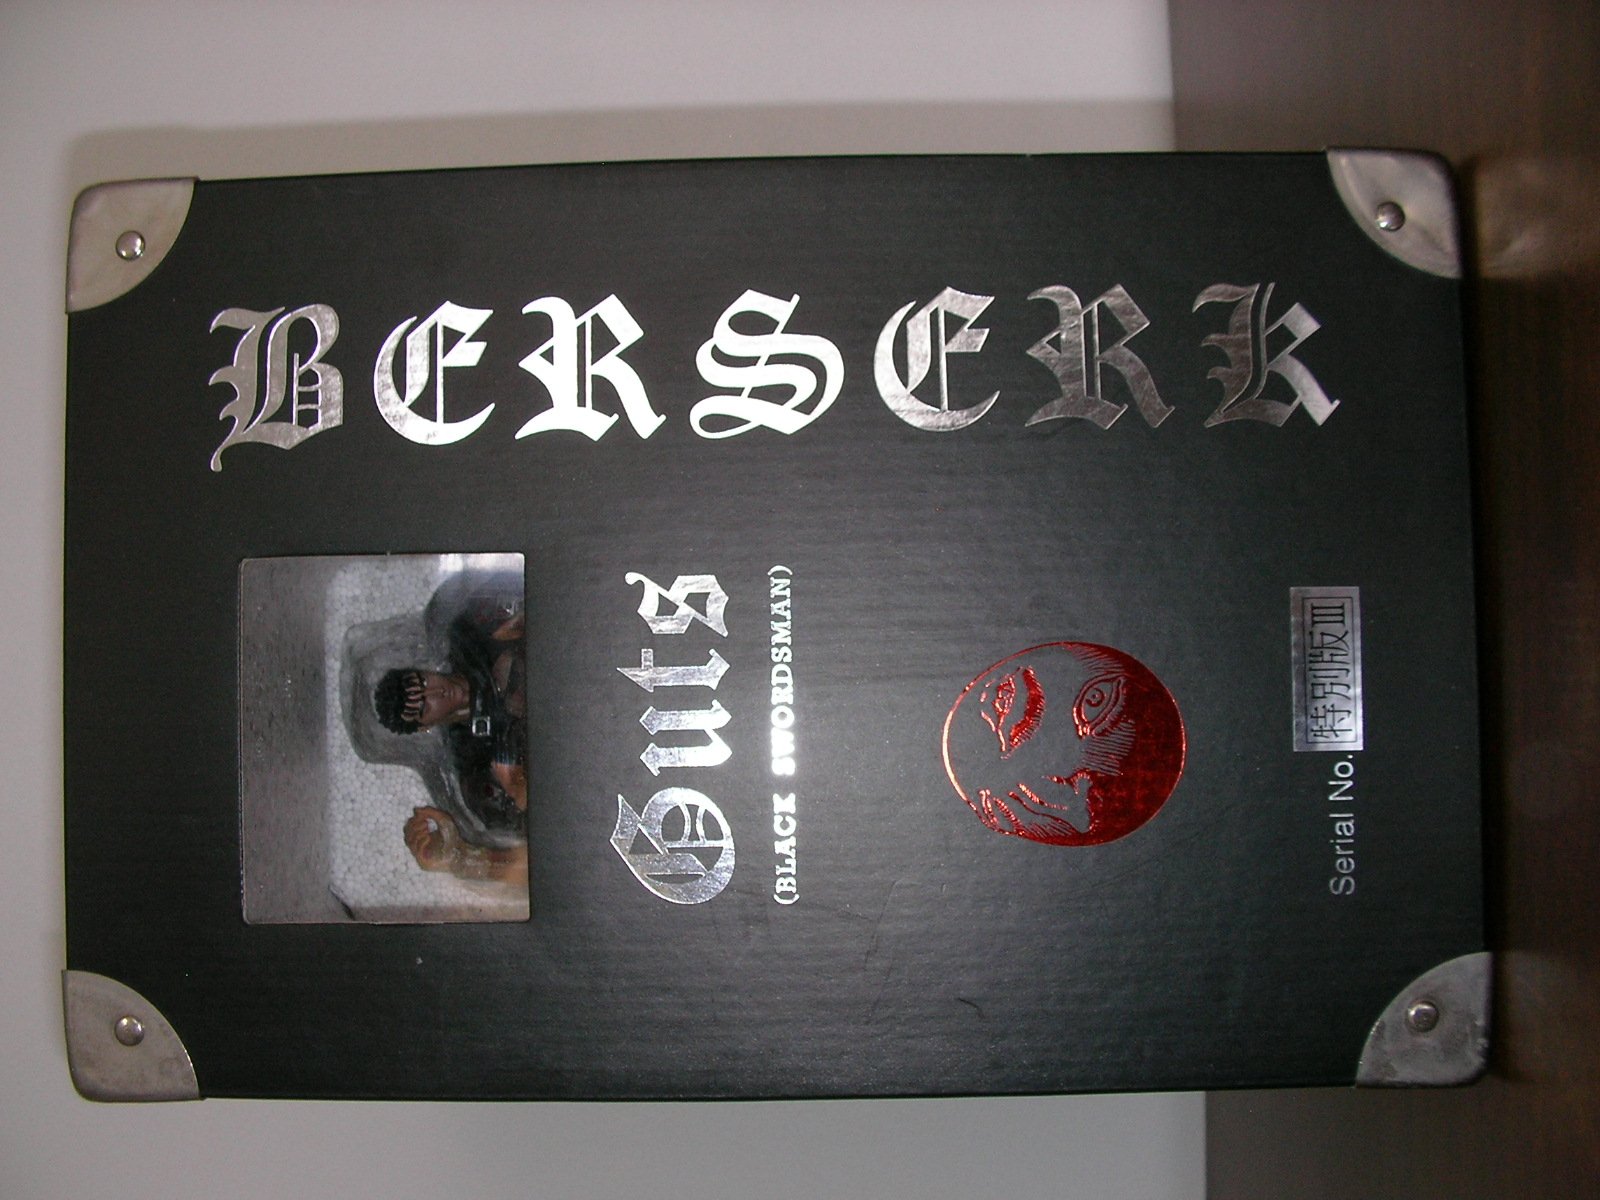 BERSERK
Guts
(BLACK SWORDSMAN)
Serial No. 特別版III